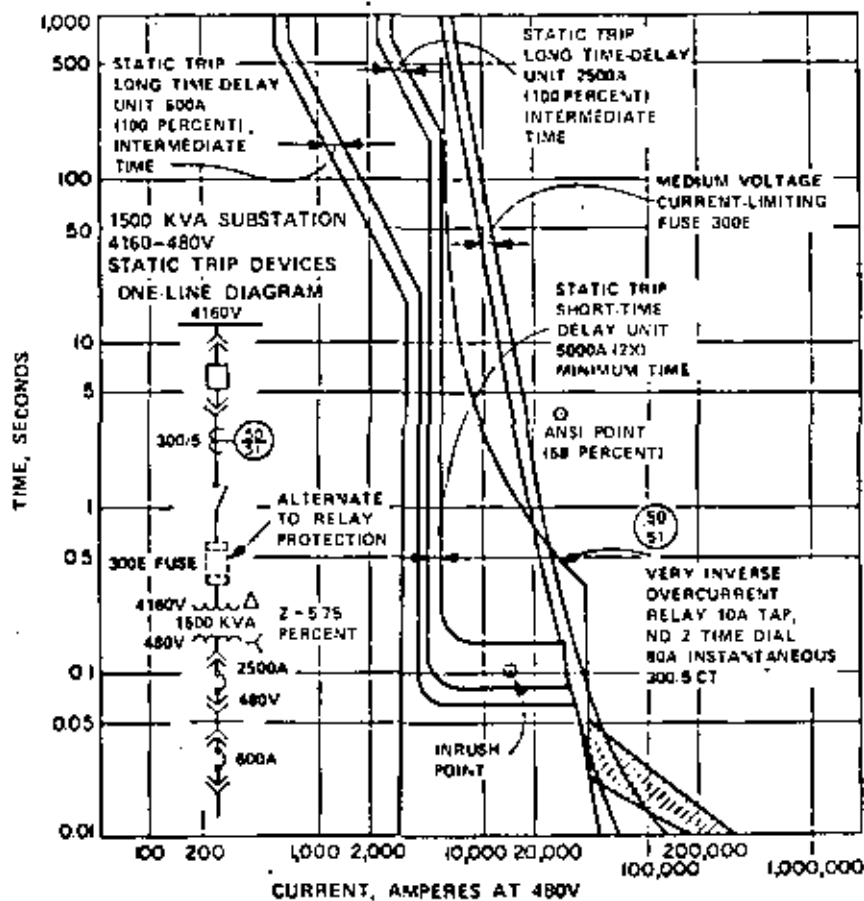 1,000
500
100
50
10
5
1
0.5
0.1
0.05
0.01
TIME, SECONDS
STATIC TRIP
LONG TIME-DELAY
UNIT 600A
(100 PERCENT)
INTERMEDIATE
TIME
STATIC TRIP
LONG TIME-DELAY
UNIT 2500A
(100 PERCENT)
INTERMEDIATE
TIME
MEDIUM VOLTAGE
CURRENT-LIMITING
FUSE 300E
1500 KVA SUBSTATION
4160-480V
STATIC TRIP DEVICES
ONE-LINE DIAGRAM
4160V
STATIC TRIP
SHORT-TIME
DELAY UNIT
5000A (2X)
MINIMUM TIME
300/5
50
51
ANSI POINT
(58 PERCENT)
ALTERNATE
TO RELAY
PROTECTION
300E FUSE
50
51
VERY INVERSE
OVERCURRENT
RELAY 10A TAP,
NO 2 TIME DIAL
80A INSTANTANEOUS
300-5 CT
4160V
1500 KVA
480V
Z - 5.75
PERCENT
2500A
480V
600A
INRUSH
POINT
100
200
1,000
2,000
10,000
20,000
100,000
200,000
1,000,000
CURRENT, AMPERES AT 480V